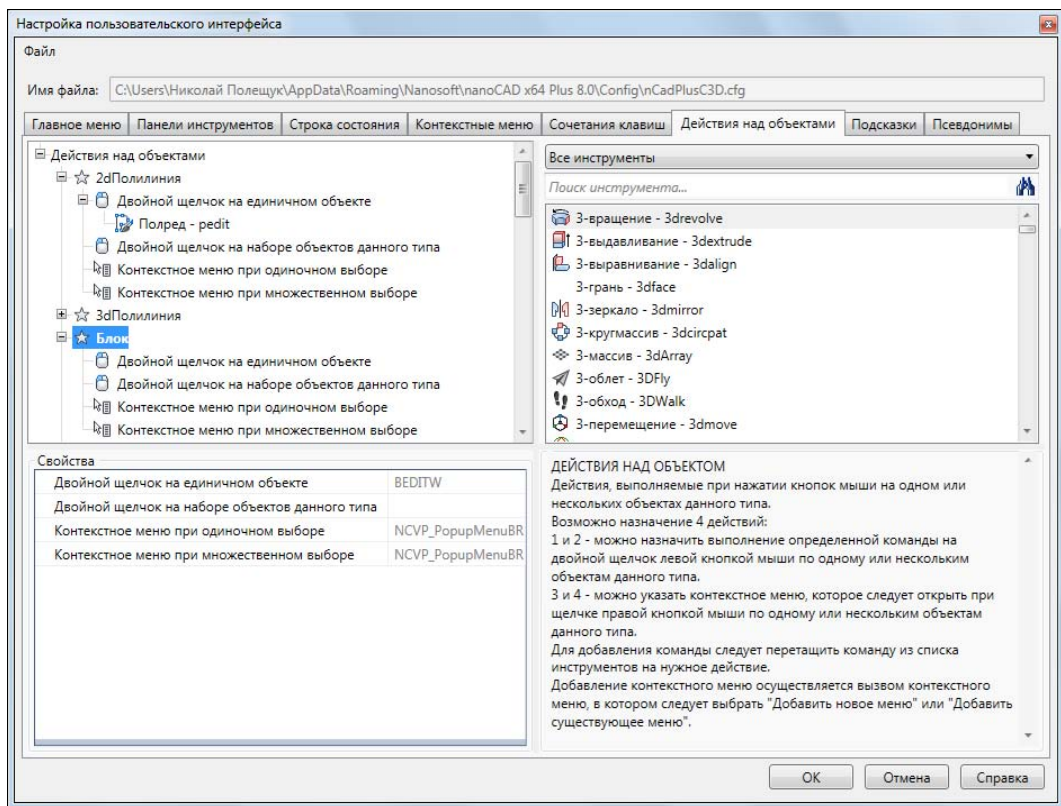 Настройка пользовательского интерфейса
Файл
Имя файла: C:\Users\Николай Полещук\AppData\Roaming\Nanosoft\nanoCAD x64 Plus 8.0\Config\nCadPlusC3D.cfg
Главное меню Панели инструментов Строка состояния Контекстные меню Сочетания клавиш Действия над объектами Подсказки Псевдонимы
Действия над объектами
2dПолилиния
Двойной щелчок на единичном объекте
Полред - pedit
Двойной щелчок на наборе объектов данного типа
Контекстное меню при одиночном выборе
Контекстное меню при множественном выборе
3dПолилиния
Блок
Двойной щелчок на единичном объекте
Двойной щелчок на наборе объектов данного типа
Контекстное меню при одиночном выборе
Контекстное меню при множественном выборе
Все инструменты
Поиск инструмента...
3-вращение - 3drevolve
3-выдавливание - 3dextrude
3-выравнивание - 3dalign
3-грань - 3dface
3-зеркало - 3dmirror
3-кругмассив - 3dcircpat
3-массив - 3dArray
3-облет - 3DFly
3-обход - 3DWalk
3-перемещение - 3dmove
Свойства
Двойной щелчок на единичном объекте BEDITW
Двойной щелчок на наборе объектов данного типа
Контекстное меню при одиночном выборе NCVP_PopupMenuBR
Контекстное меню при множественном выборе NCVP_PopupMenuBR
ДЕЙСТВИЯ НАД ОБЪЕКТОМ
Действия, выполняемые при нажатии кнопок мыши на одном или
нескольких объектах данного типа.
Возможно назначение 4 действий:
1 и 2 - можно назначить выполнение определенной команды на
двойной щелчок левой кнопкой мыши по одному или нескольким
объектам данного типа.
3 и 4 - можно указать контекстное меню, которое следует открыть при
щелчке правой кнопкой мыши по одному или нескольким объектам
данного типа.
Для добавления команды следует перетащить команду из списка
инструментов на нужное действие.
Добавление контекстного меню осуществляется вызвом контекстного
меню, в котором следует выбрать "Добавить новое меню" или "Добавить
существующее меню".
ОК Отмена Справка